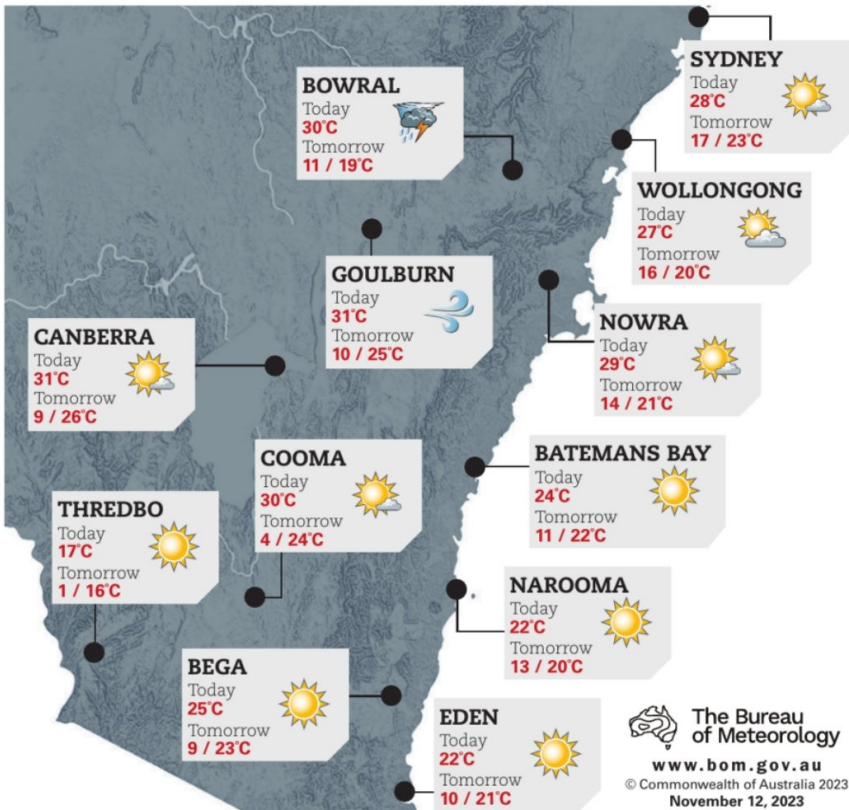 SYDNEY
Today
28°C
Tomorrow
17 / 23°C
BOWRAL
Today
30°C
Tomorrow
11 / 19°C
WOLLONGONG
Today
27°C
Tomorrow
16 / 20°C
GOULBURN
Today
31°C
Tomorrow
10 / 25°C
NOWRA
Today
29°C
Tomorrow
14 / 21°C
CANBERRA
Today
31°C
Tomorrow
9 / 26°C
COOMA
Today
30°C
Tomorrow
4 / 24°C
BATEMANS BAY
Today
24°C
Tomorrow
11 / 22°C
THREDBO
Today
17°C
Tomorrow
1 / 16°C
NAROOMA
Today
22°C
Tomorrow
13 / 20°C
BEGA
Today
25°C
Tomorrow
9 / 23°C
EDEN
Today
22°C
Tomorrow
10 / 21°C
The Bureau
of Meteorology
www.bom.gov.au
© Commonwealth of Australia 2023
November 12, 2023